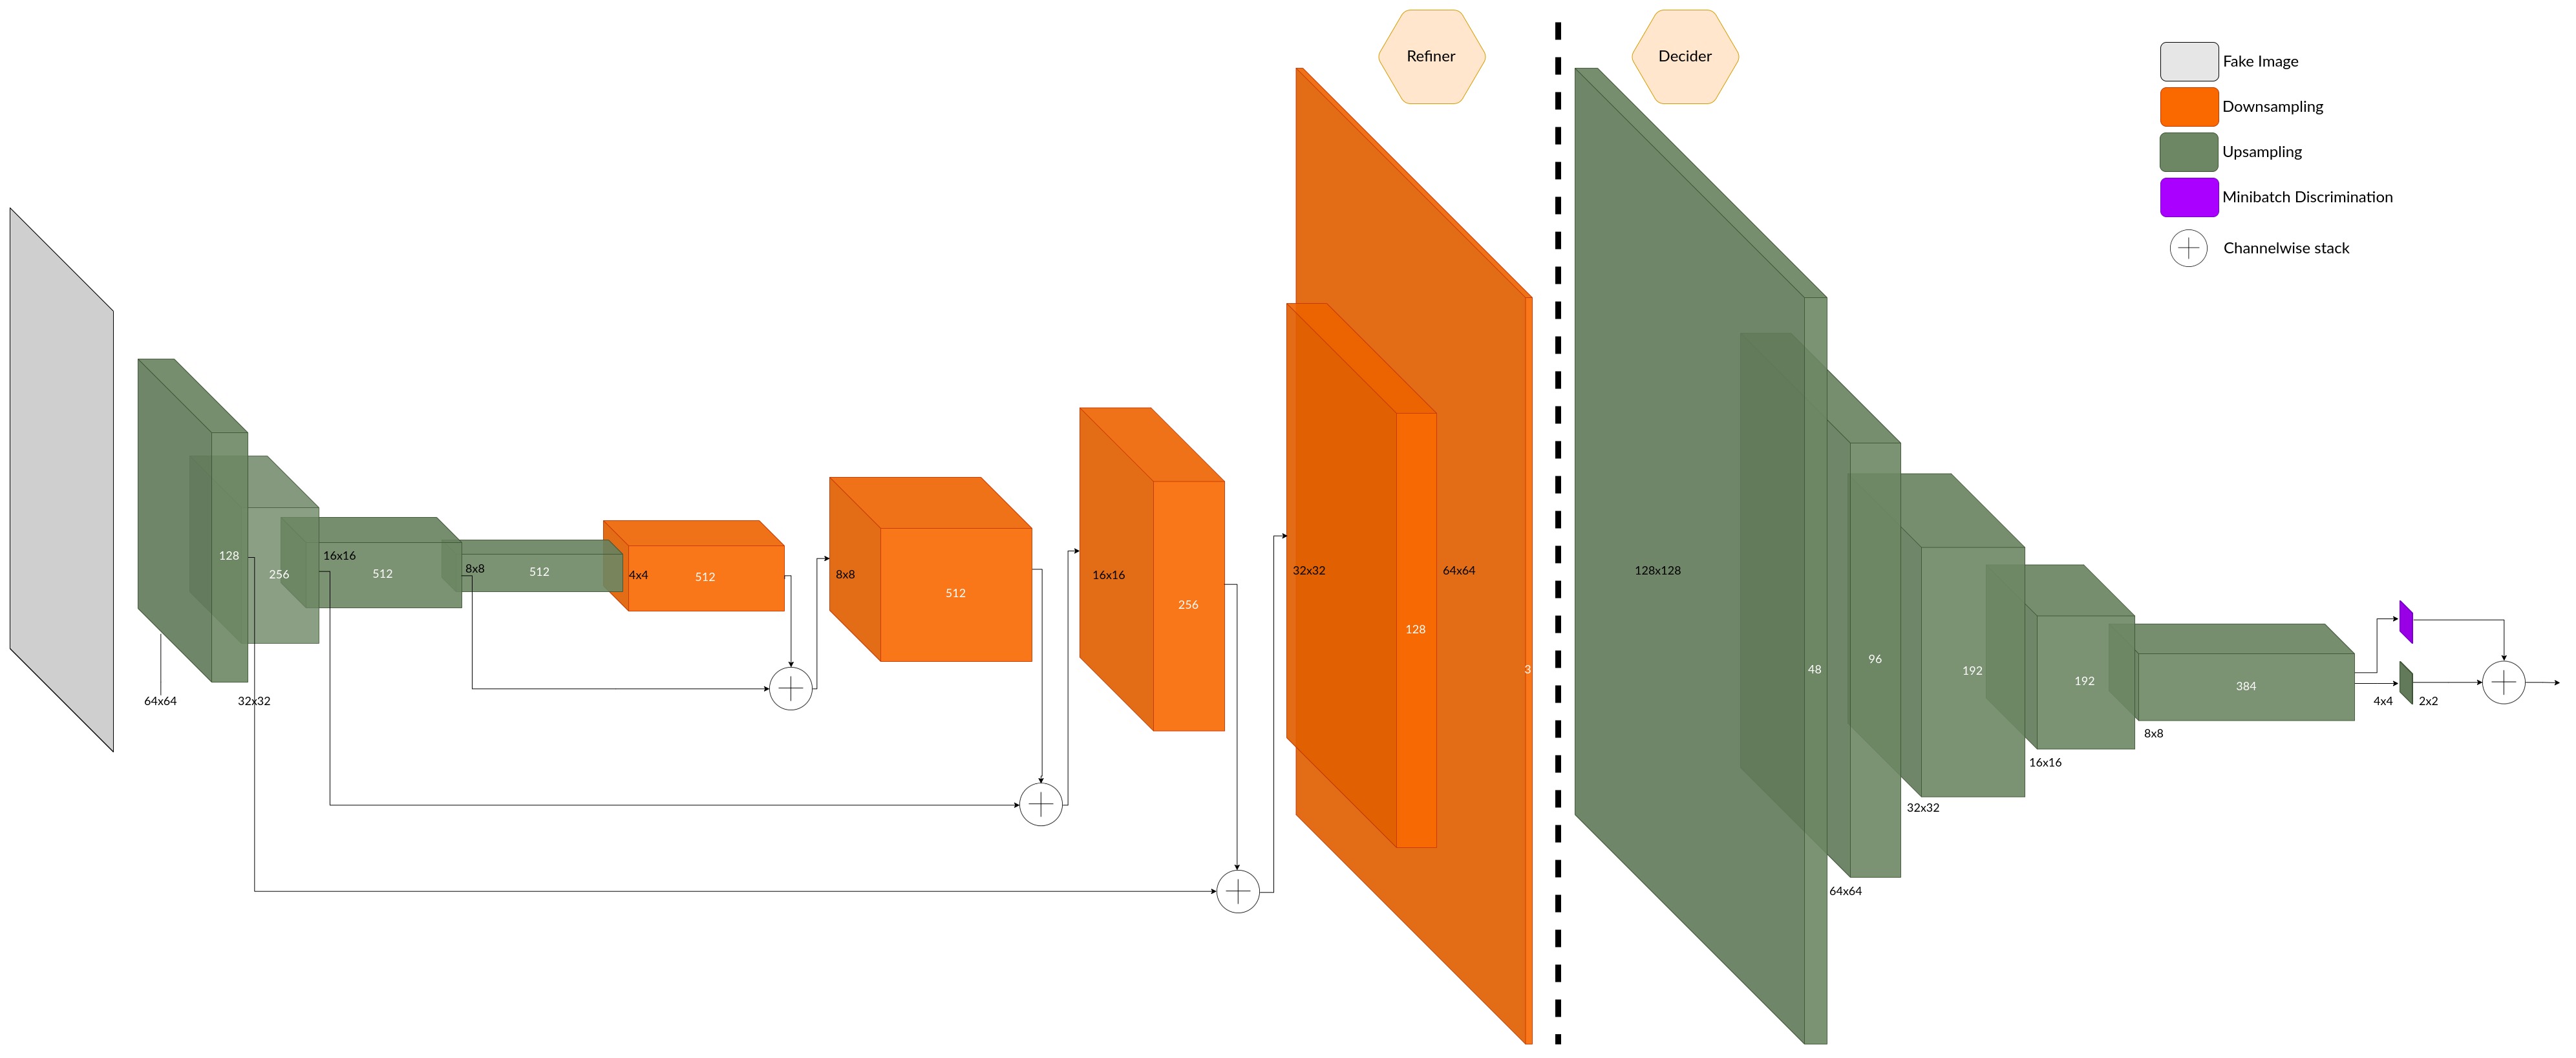 Refiner
Decider
Fake Image
Downsampling
Upsampling
Minibatch Discrimination
Channelwise stack
128
256
16x16
512
8x8
512
4x4
512
8x8
512
16x16
256
32x32
64x64
128
3
64x64
32x32
128x128
48
96
192
192
384
4x4
2x2
8x8
16x16
32x32
64x64